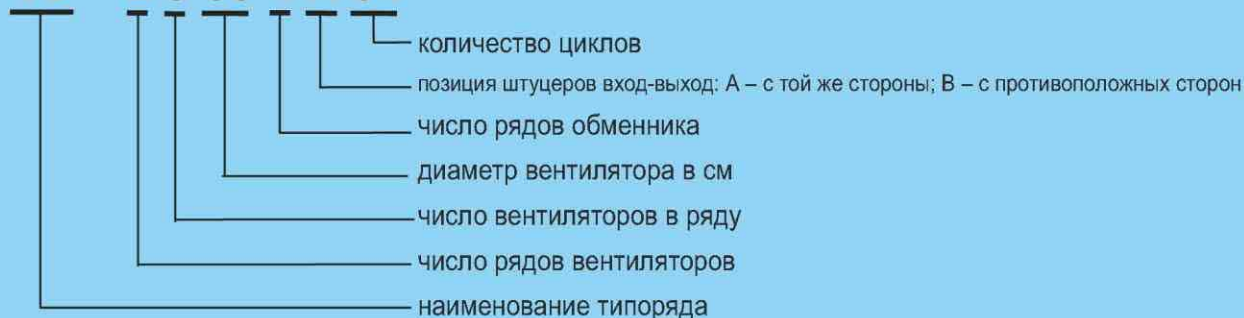 количество циклов
позиция штуцеров вход-выход: А – с той же стороны; В – с противоположных сторон
число рядов обменника
диаметр вентилятора в см
число вентиляторов в ряду
число рядов вентиляторов
наименование типоряда